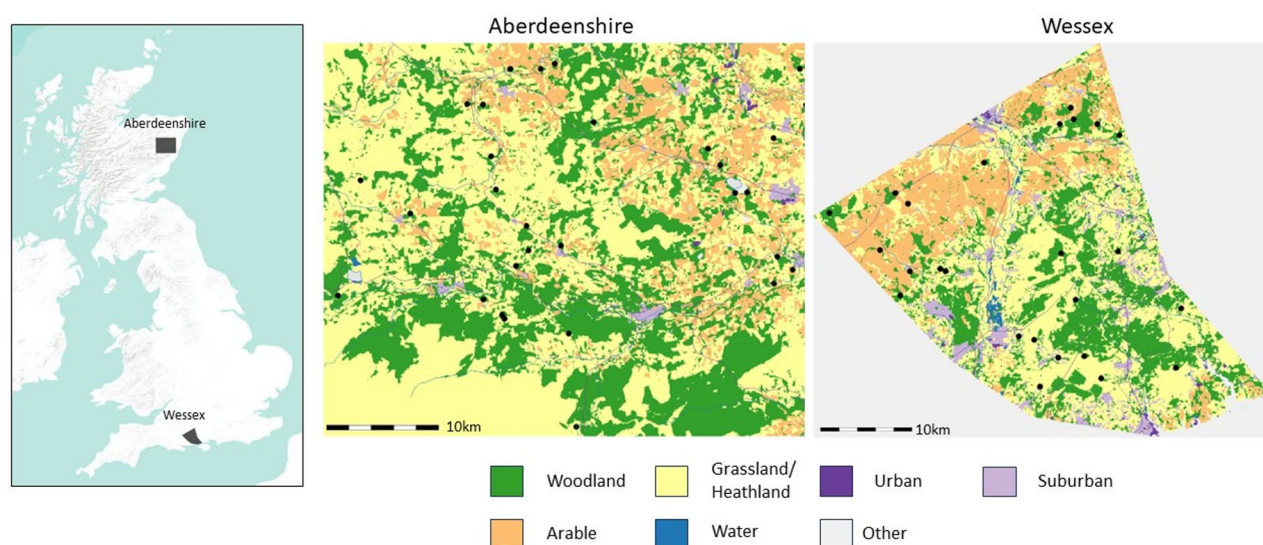 Aberdeenshire
Wessex
Aberdeenshire
Wessex
10km
10km
Woodland
Grassland/
Heathland
Urban
Suburban
Arable
Water
Other